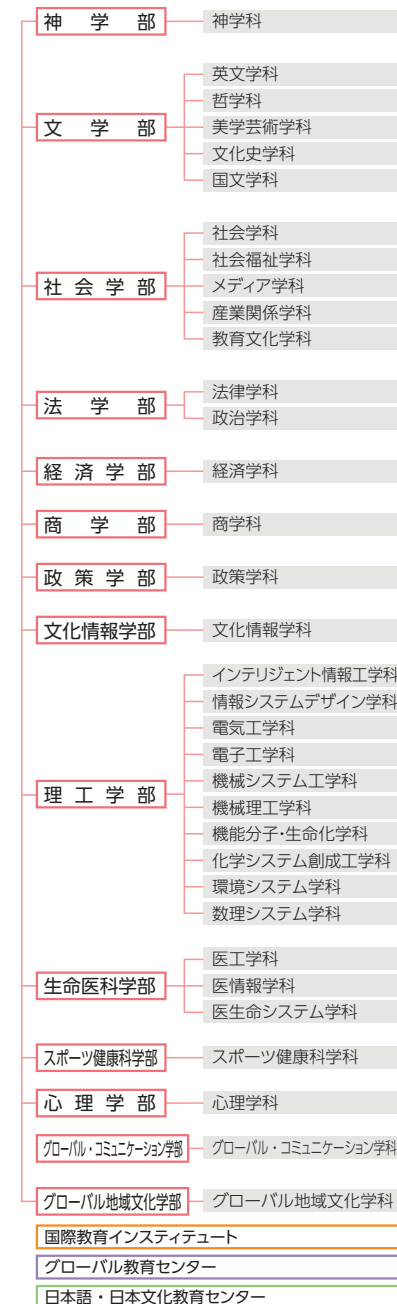 神学部
神学科
文学部
英文学科
哲学科
美学芸術学科
文化史学科
国文学科
社会学部
社会学科
社会福祉学科
メディア学科
産業関係学科
教育文化学科
法学部
法律学科
政治学科
経済学部
経済学科
商学部
商学科
政策学部
政策学科
文化情報学部
文化情報学科
理工学部
インテリジェント情報工学科
情報システムデザイン学科
電気工学科
電子工学科
機械システム工学科
機械理工学科
機能分子・生命化学科
化学システム創成工学科
環境システム学科
数理システム学科
生命医科学部
医工学科
医情報学科
医生命システム学科
スポーツ健康科学部
スポーツ健康科学科
心理学部
心理学科
グローバル・コミュニケーション学部
グローバル・コミュニケーション学科
グローバル地域文化学部
グローバル地域文化学科
国際教育インスティテュート
グローバル教育センター
日本語・日本文化教育センター